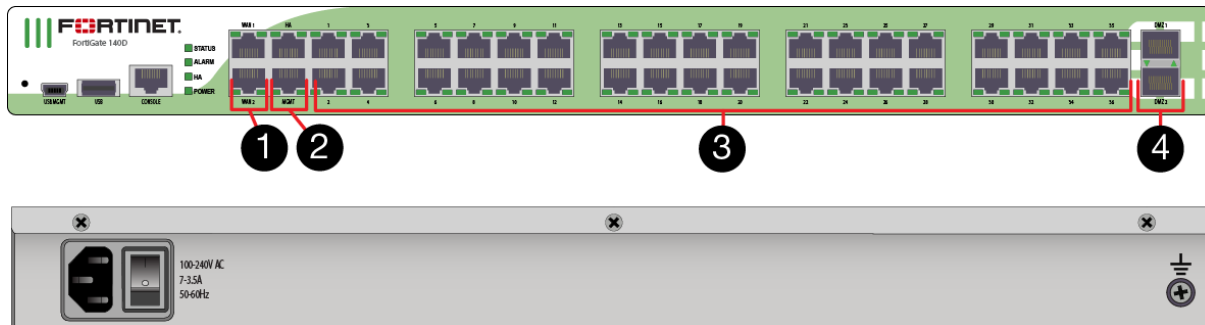 FORTINET.
FortiGate 140D
STATUS
ALARM
HA
POWER
USB MGMT
USB
CONSOLE
WAN 1
HA
1
3
7
9
11
13
15
17
19
21
23
25
27
29
31
33
35
DMZ 1
WAN 2
MGMT
2
4
6
8
10
12
14
16
18
20
22
24
26
28
30
32
34
36
DMZ 2
1
2
3
4
100-240V AC
7-3.5A
50-60Hz